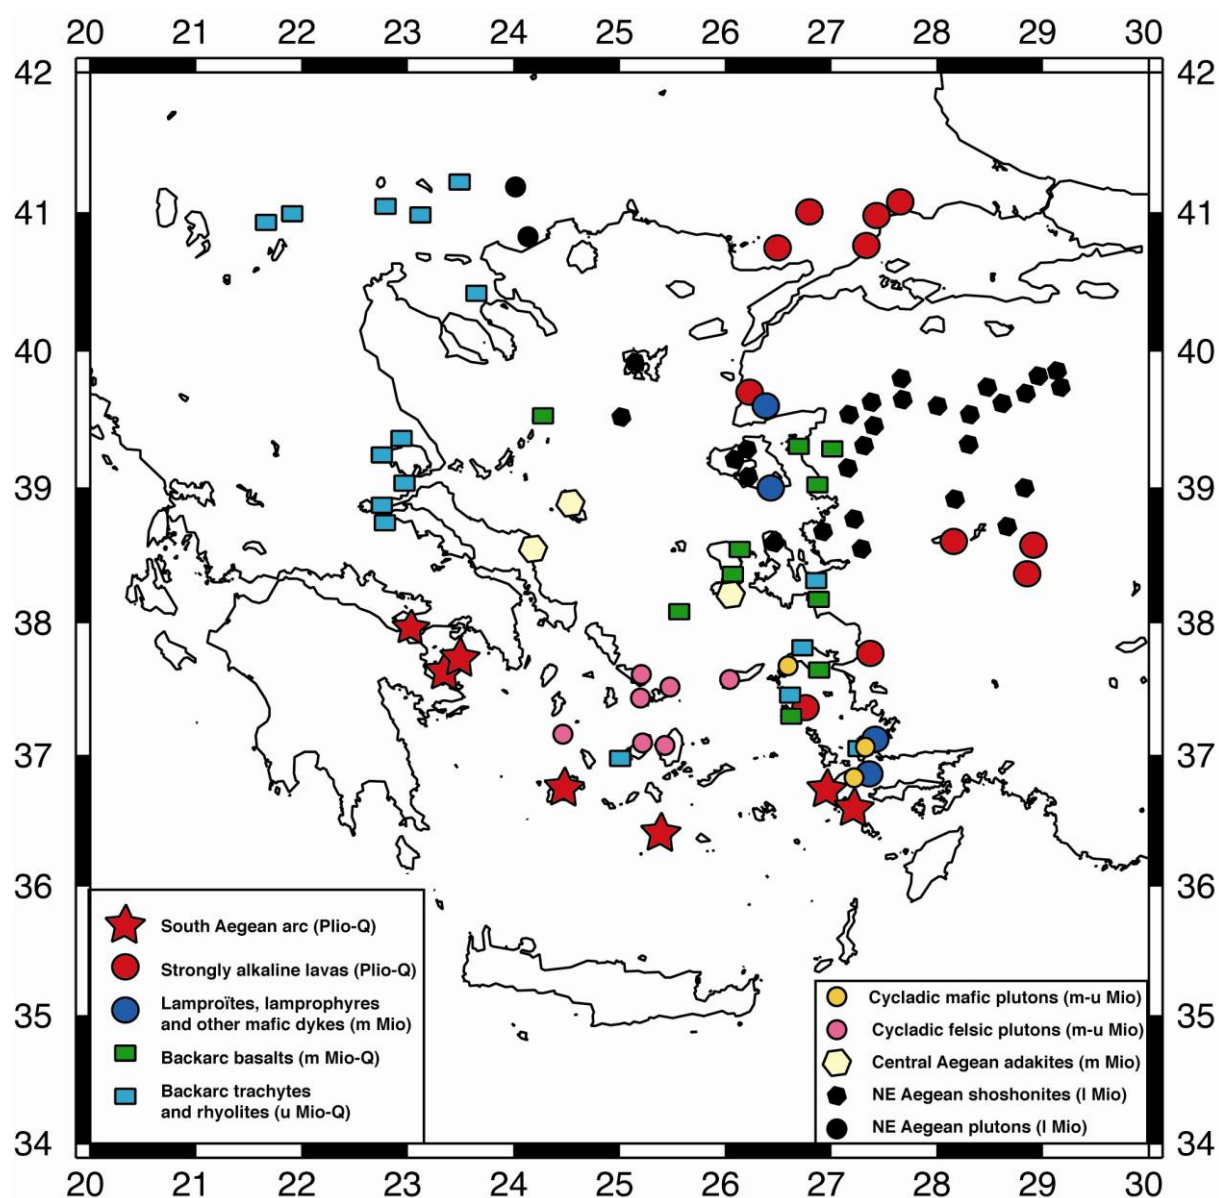 20 21 22 23 24 25 26 27 28 29 30
42 42
41 41
40 40
39 39
38 38
37 37
36 36
South Aegean arc (Plio-Q)
Strongly alkaline lavas (Plio-Q)
Lamproïtes, lamprophyres
and other mafic dykes (m Mio)
Backarc basalts (m Mio-Q)
Backarc trachytes
and rhyolites (u Mio-Q)
Cycladic mafic plutons (m-u Mio)
Cycladic felsic plutons (m-u Mio)
Central Aegean adakites (m Mio)
NE Aegean shoshonites (l Mio)
NE Aegean plutons (l Mio)
35 35
34 34
20 21 22 23 24 25 26 27 28 29 30